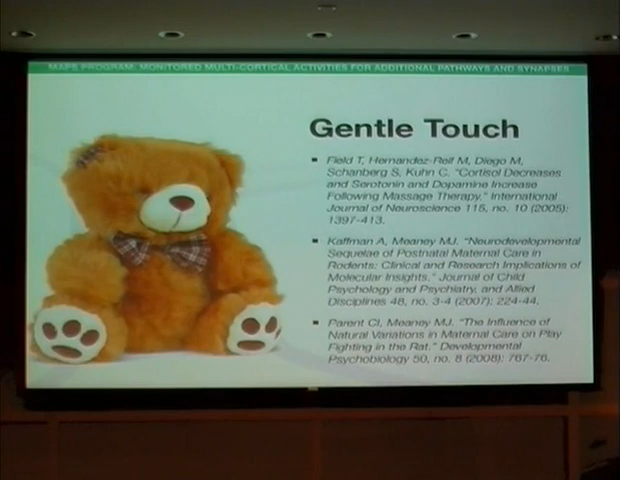 MAPS PROGRAM: MONITORED MULTI-CORTICAL ACTIVITIES FOR ADDITIONAL PATHWAYS AND SYNAPSES
Gentle Touch
▪ Field T, Hernandez-Reif M, Diego M,
Schanberg S, Kuhn C. "Cortisol Decreases
and Serotonin and Dopamine Increase
Following Massage Therapy." International
Journal of Neuroscience 115, no. 10 (2005):
1397-413.
▪ Kaffman A, Meaney MJ. "Neurodevelopmental
Sequelae of Postnatal Maternal Care in
Rodents: Clinical and Research Implications of
Molecular Insights." Journal of Child
Psychology and Psychiatry, and Allied
Disciplines 48, no. 3-4 (2007): 224-44.
▪ Parent CI, Meaney MJ. "The Influence of
Natural Variations in Maternal Care on Play
Fighting in the Rat." Developmental
Psychobiology 50, no. 8 (2008): 767-76.